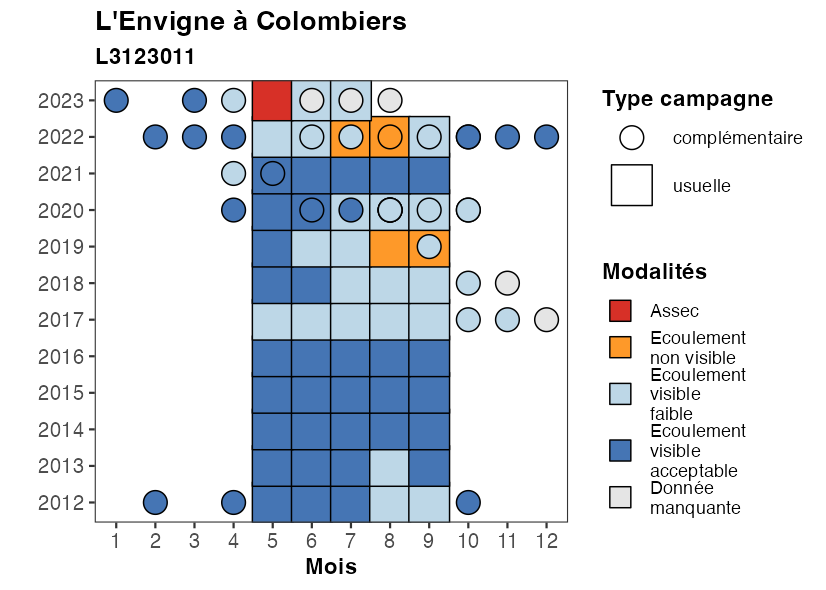 L'Envigne à Colombiers
L3123011
2023
2022
2021
2020
2019
2018
2017
2016
2015
2014
2013
2012
1 2 3 4 5 6 7 8 9 10 11 12
Mois
Type campagne
complémentaire
usuelle
Modalités
Assec
Ecoulement
non visible
Ecoulement
visible
faible
Ecoulement
visible
acceptable
Donnée
manquante